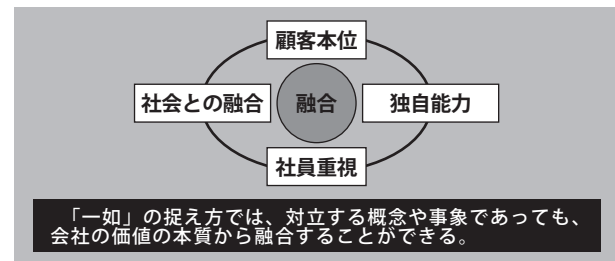 顧客本位
社会との融合
融合
独自能力
社員重視
「一如」の捉え方では、対立する概念や事象であっても、
会社の価値の本質から融合することができる。